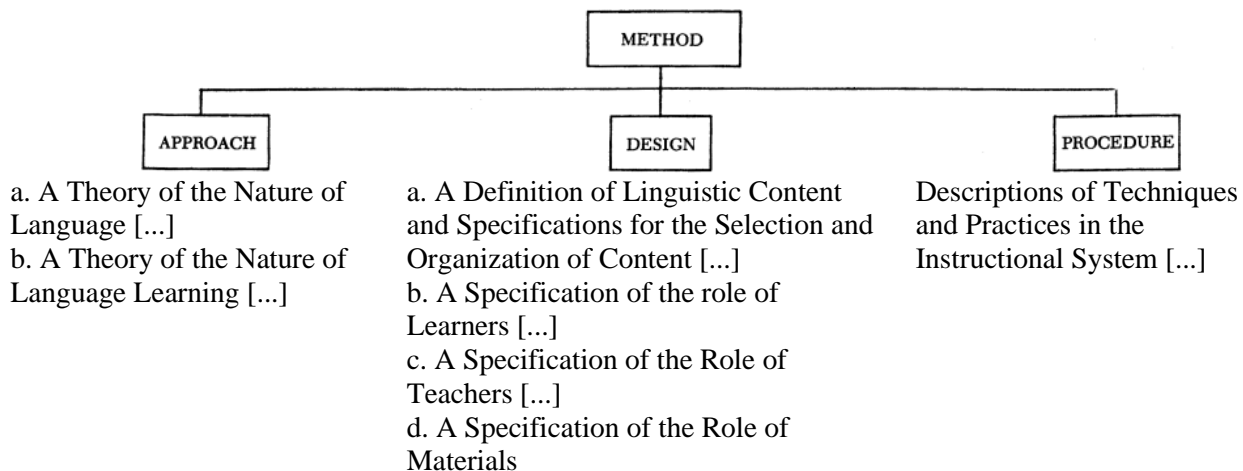 METHOD
APPROACH
DESIGN
PROCEDURE
a. A Theory of the Nature of
Language [...]
b. A Theory of the Nature of
Language Learning [...]
a. A Definition of Linguistic Content
and Specifications for the Selection and
Organization of Content [...]
b. A Specification of the role of
Learners [...]
c. A Specification of the Role of
Teachers [...]
d. A Specification of the Role of
Materials
Descriptions of Techniques
and Practices in the
Instructional System [...]